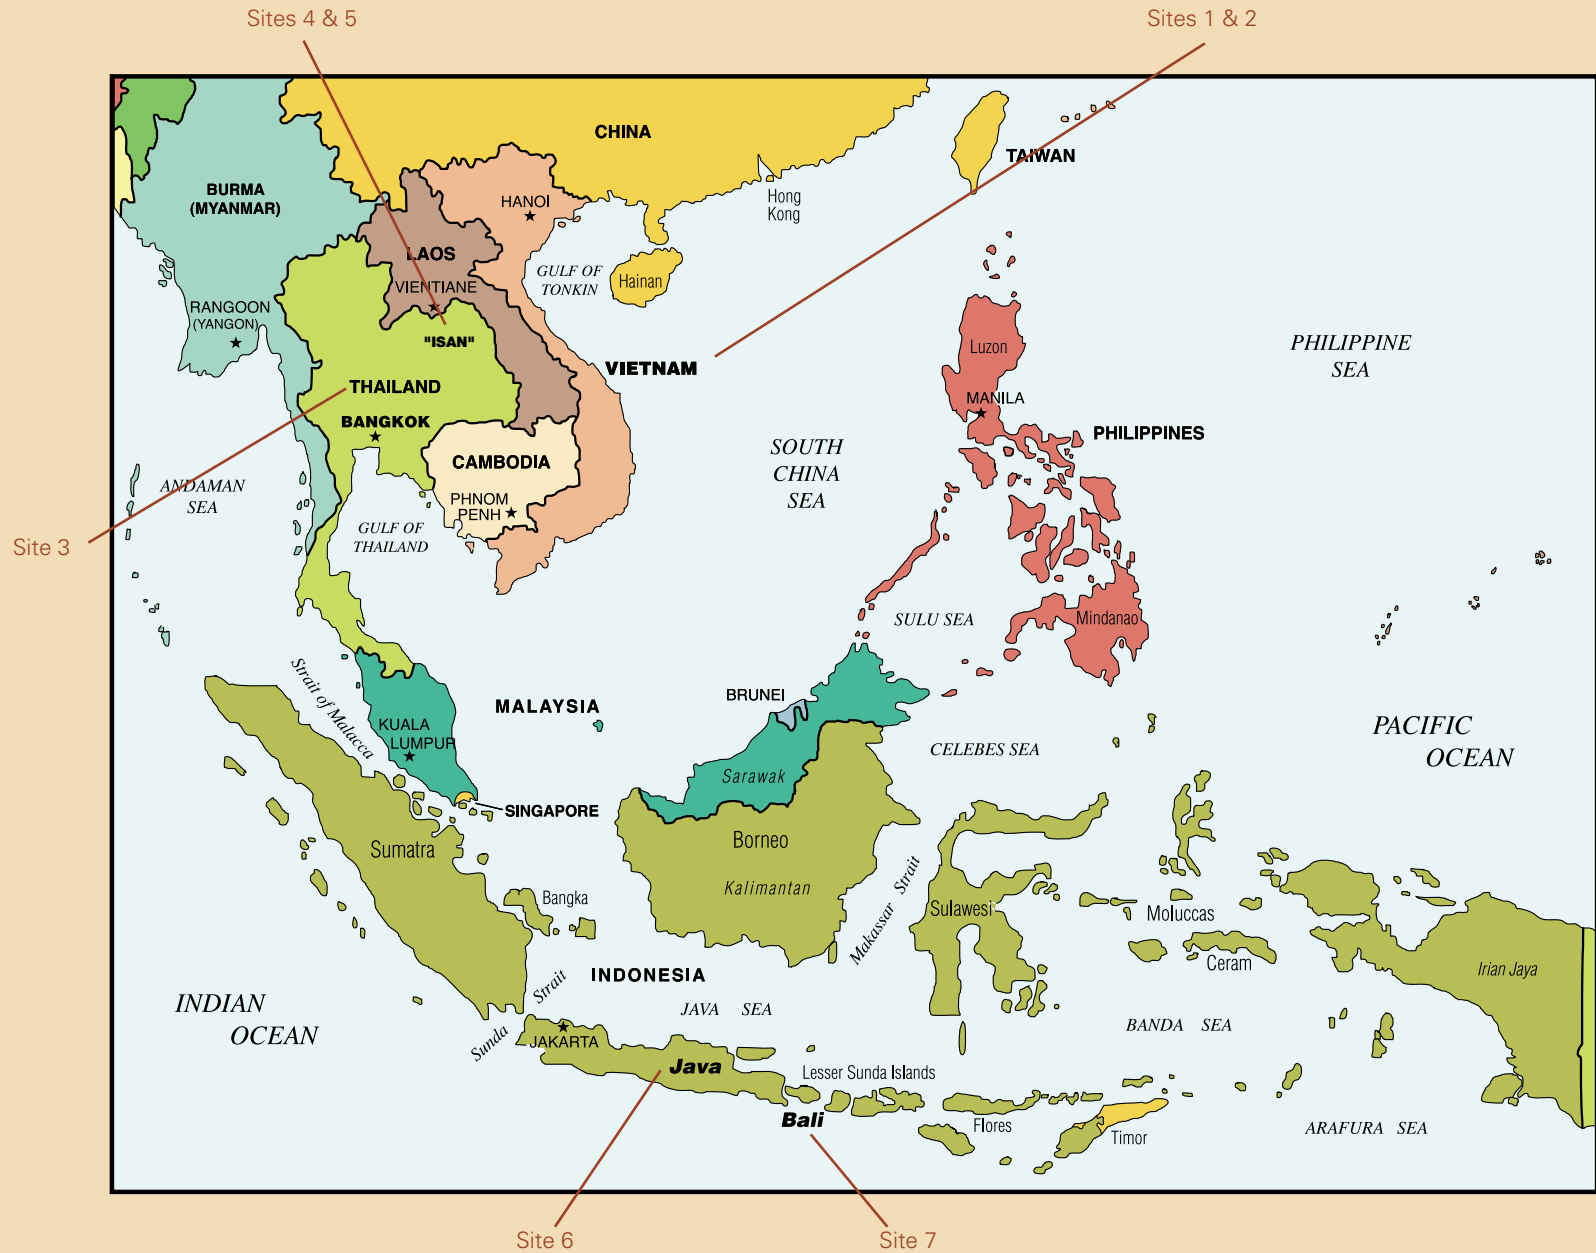 Sites 4 & 5
Sites 1 & 2
CHINA
TAIWAN
BURMA
(MYANMAR)
HANOI
Hong
Kong
LAOS
GULF OF
TONKIN
Hainan
VIENTIANE
RANGOON
(YANGON)
"ISAN"
VIETNAM
Luzon
PHILIPPINE
SEA
THAILAND
MANILA
BANGKOK
PHILIPPINES
CAMBODIA
SOUTH
CHINA
SEA
ANDAMAN
SEA
PHNOM
PENH
GULF OF
THAILAND
Site 3
SULU SEA
Mindanao
Strait of Malacca
MALAYSIA
BRUNEI
KUALA
LUMPUR
CELEBES SEA
PACIFIC
OCEAN
Sarawak
SINGAPORE
Sumatra
Borneo
Kalimantan
Makassar Strait
Bangka
Sulawesi
Moluccas
Ceram
Irian Jaya
INDONESIA
Sunda Strait
INDIAN
OCEAN
JAVA SEA
BANDA SEA
JAKARTA
Java
Lesser Sunda Islands
Bali
Flores
Timor
ARAFURA SEA
Site 6
Site 7